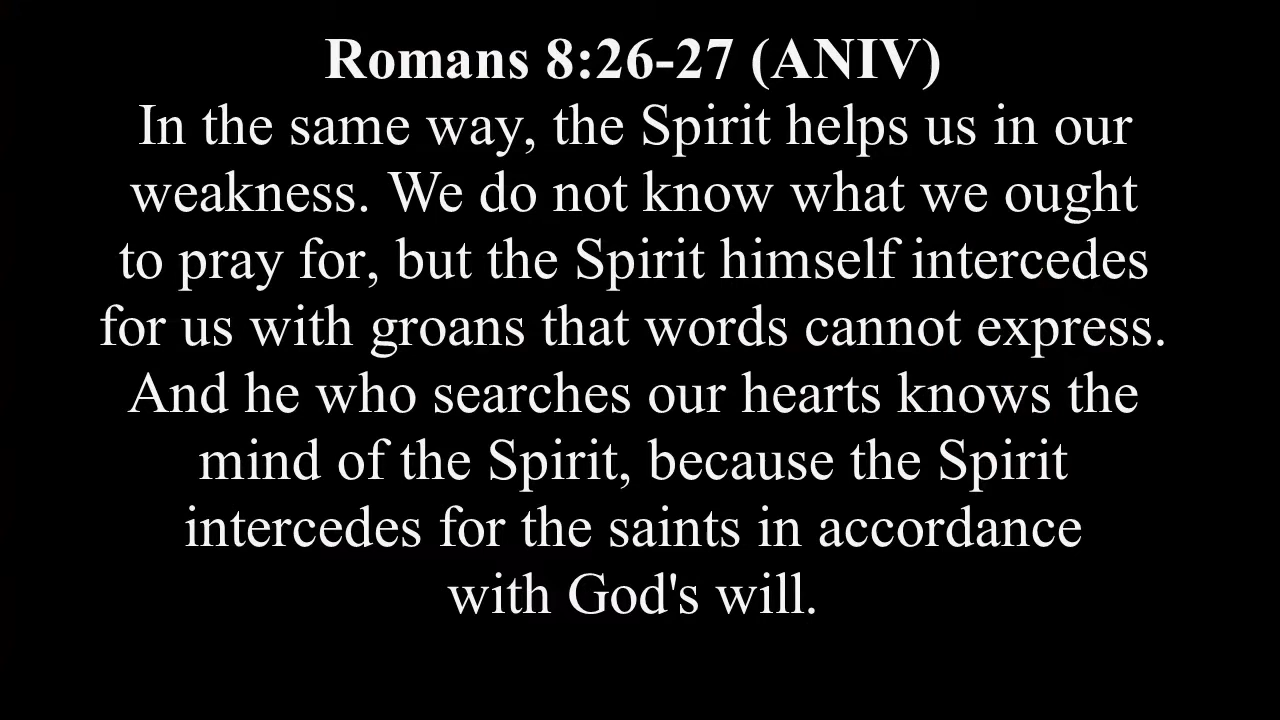 Romans 8:26-27 (ANIV)
In the same way, the Spirit helps us in our
weakness. We do not know what we ought
to pray for, but the Spirit himself intercedes
for us with groans that words cannot express.
And he who searches our hearts knows the
mind of the Spirit, because the Spirit
intercedes for the saints in accordance
with God's will.